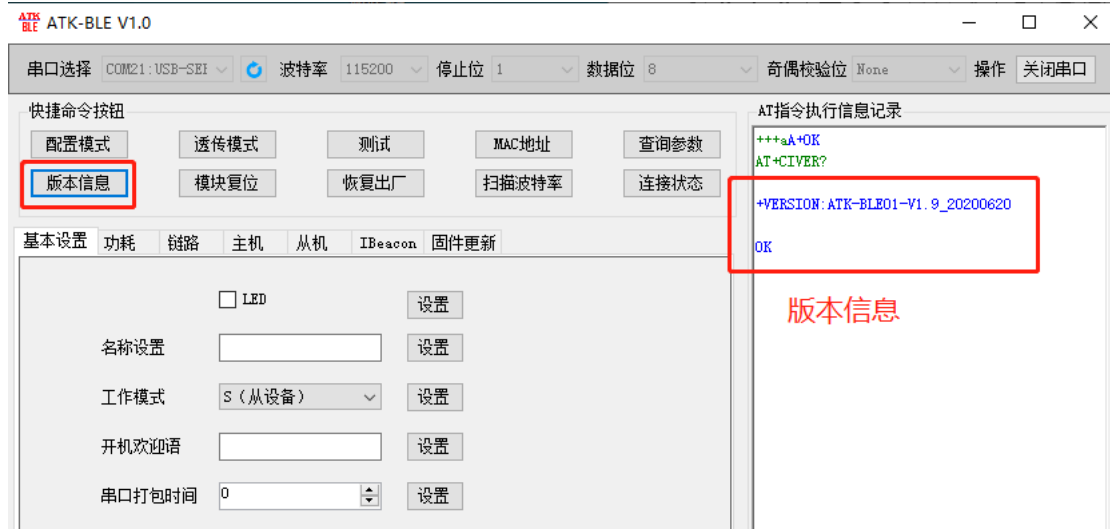 ATK BLE ATK-BLE V1.0
串口选择 COM21:USB-SEI 波特率 115200 停止位 1 数据位 8 奇偶校验位 None 操作 关闭串口
快捷命令按钮
配置模式 透传模式 测试 MAC地址 查询参数
版本信息 模块复位 恢复出厂 扫描波特率 连接状态
基本设置 功耗 链路 主机 从机 IBeacon 固件更新
LED 设置
名称设置 设置
工作模式 S (从设备) 设置
开机欢迎语 设置
串口打包时间 0 设置
AT指令执行信息记录
+++aA+OK
AT+CIVER?
+VERSION:ATK-BLE01-V1.9_20200620
OK
版本信息